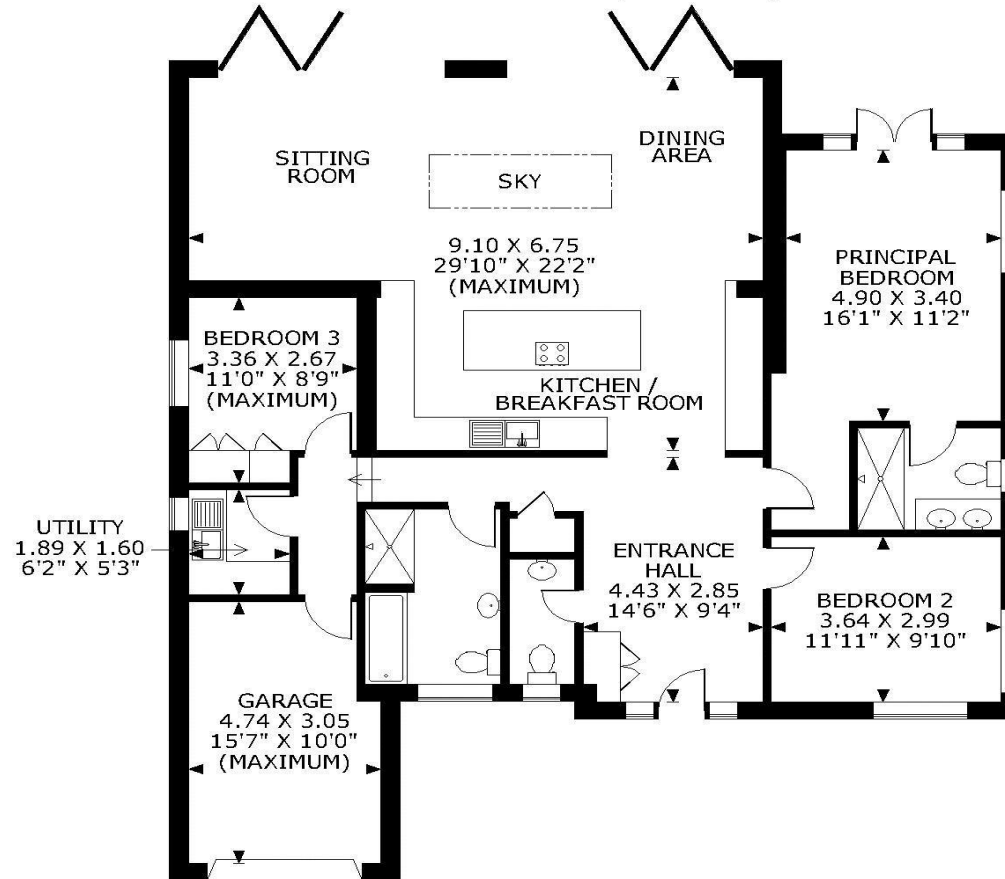 SITTING
ROOM
DINING
AREA
SKY
9.10 X 6.75
29'10" X 22'2"
(MAXIMUM)
PRINCIPAL
BEDROOM
4.90 X 3.40
16'1" X 11'2"
BEDROOM 3
3.36 X 2.67
11'0" X 8'9"
(MAXIMUM)
KITCHEN /
BREAKFAST ROOM
UTILITY
1.89 X 1.60
6'2" X 5'3"
ENTRANCE
HALL
4.43 X 2.85
14'6" X 9'4"
BEDROOM 2
3.64 X 2.99
11'11" X 9'10"
GARAGE
4.74 X 3.05
15'7" X 10'0"
(MAXIMUM)